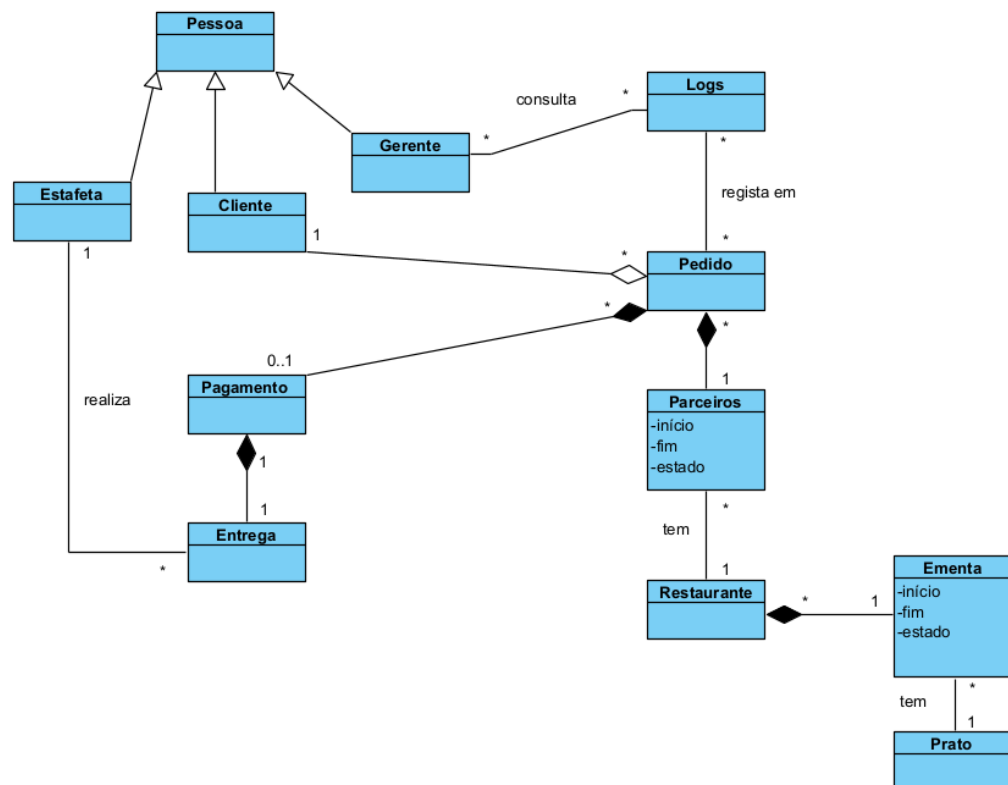 Pessoa
Logs
consulta
*
*
Gerente
*
Estafeta
Cliente
regista em
1
1
*
*
Pedido
*
*
0..1
1
realiza
Pagamento
Parceiros
-início
-fim
-estado
1
1
*
tem
Entrega
*
1
Restaurante
*
1
Ementa
-início
-fim
-estado
*
tem
1
Prato